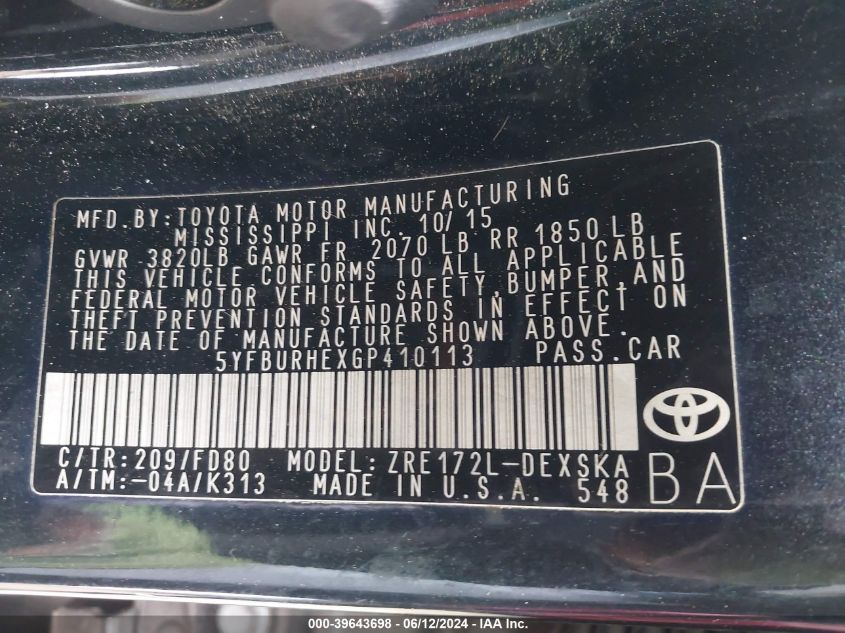 MFD.BY:TOYOTA MOTOR MANUFACTURING
MISSISSIPPI INC. 10/15
GVWR 3820LB GAWR FR 2070 LB RR 1850 LB
THIS VEHICLE CONFORMS TO ALL APPLICABLE
FEDERAL MOTOR VEHICLE SAFETY,BUMPER,AND
THEFT PREVENTION STANDARDS IN EFFECT ON
THE DATE OF MANUFACTURE SHOWN ABOVE.
5YFBURHEXGP410113 PASS.CAR
C/TR:209/FD80 MODEL:ZRE172L-DEXSKA
A/TM:-04A/K313 MADE IN U.S.A. 548
BA
000-39643698 - 06/12/2024 - IAA Inc.